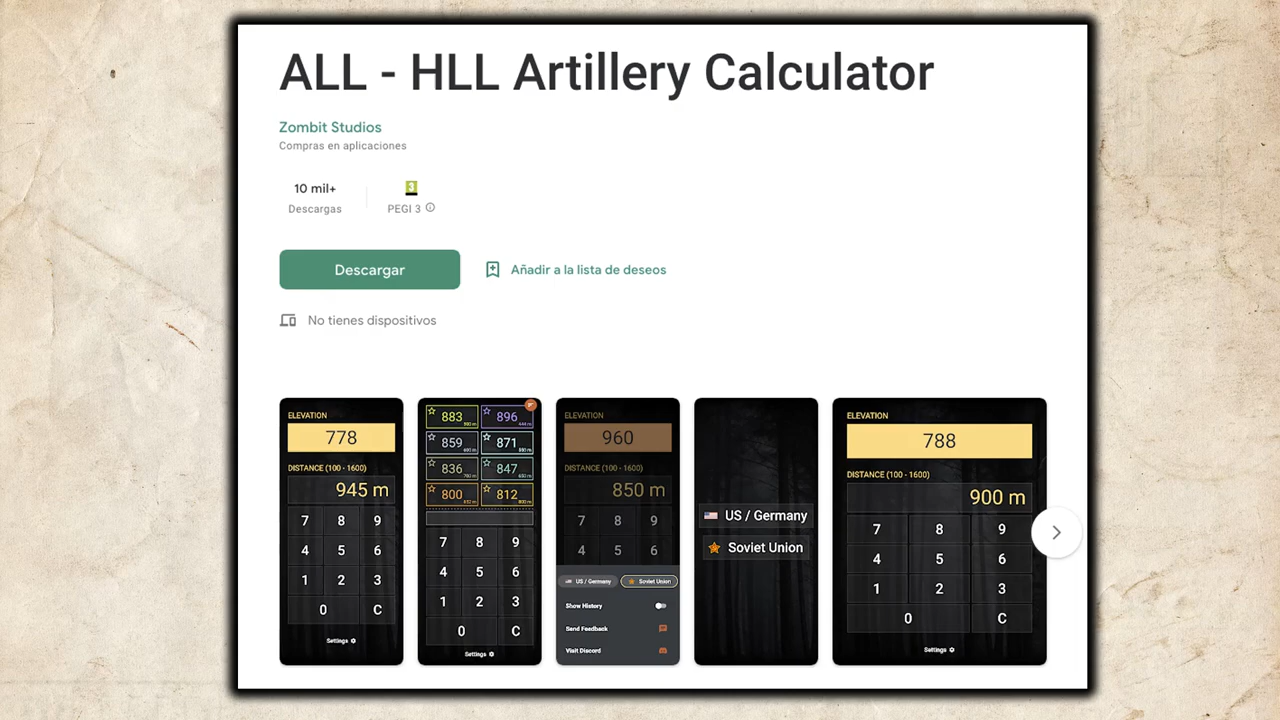 ALL - HLL Artillery Calculator
Zombit Studios
Compras en aplicaciones
10 mil+
Descargas
3
PEGI 3
Descargar
Añadir a la lista de deseos
No tienes dispositivos
ELEVATION
778
DISTANCE (100 - 1600)
945 m
7 8 9
4 5 6
1 2 3
0 C
Settings
883 896
859 871
836 847
800 812
7 8 9
4 5 6
1 2 3
0 C
Settings
ELEVATION
960
DISTANCE (100 - 1600)
850 m
7 8 9
4 5 6
US / Germany Soviet Union
Show History
Send Feedback
Visit Discord
US / Germany
Soviet Union
ELEVATION
788
DISTANCE (100 - 1600)
900 m
7 8 9
4 5 6
1 2 3
0 C
Settings